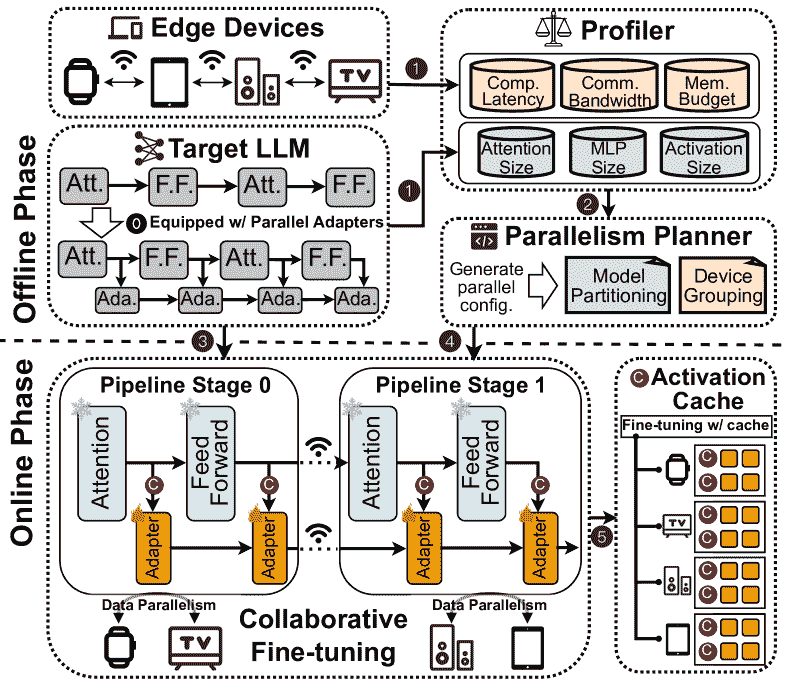 Edge Devices
TV
1
Profiler
Comp.
Latency
Comm.
Bandwidth
Mem.
Budget
Attention
Size
MLP
Size
Activation
Size
Offline Phase
Target LLM
Att.
F.F.
Att.
F.F.
1
0 Equipped w/ Parallel Adapters
Att.
F.F.
Att.
F.F.
Ada.
Ada.
Ada.
Ada.
2
Parallelism Planner
Generate
parallel
config.
Model
Partitioning
Device
Grouping
3
4
Online Phase
Pipeline Stage 0
Attention
Feed
Forward
C
C
Adapter
Adapter
Pipeline Stage 1
Attention
Feed
Forward
C
C
Adapter
Adapter
Data Parallelism
TV
Collaborative
Fine-tuning
Data Parallelism
5
C Activation
Cache
Fine-tuning w/ cache
C
C
TV
C
C
C
C
C
C